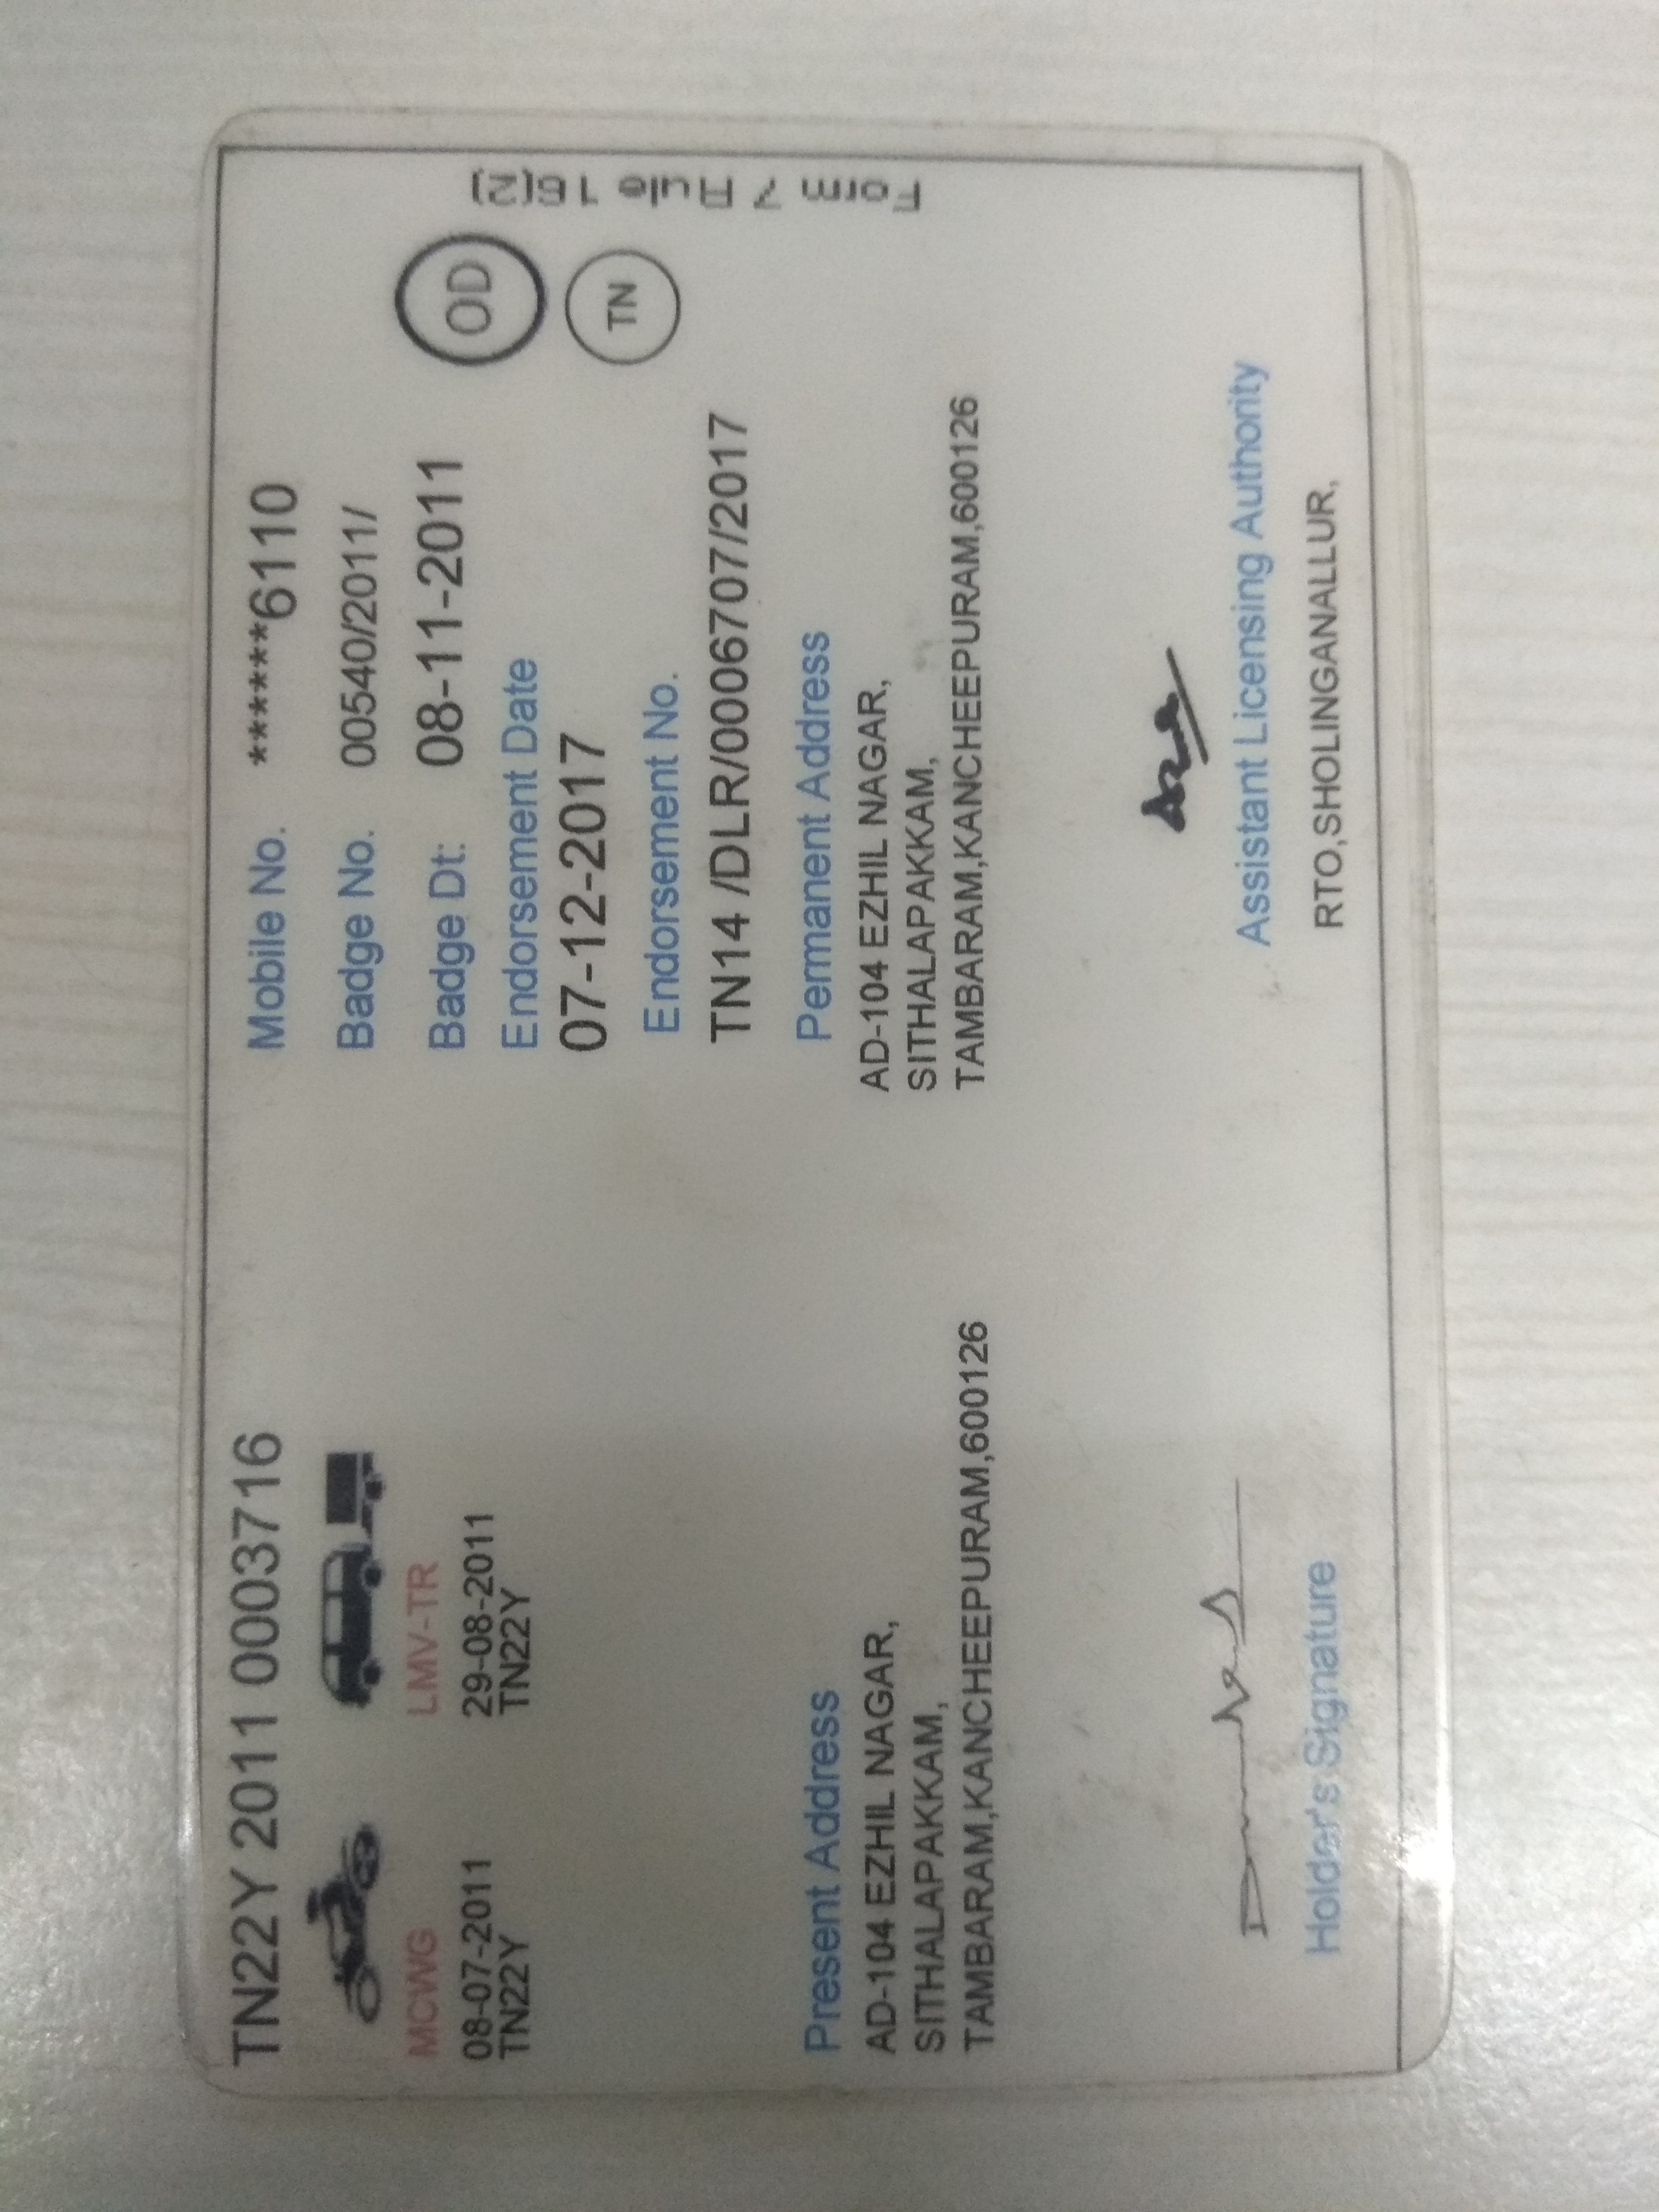 TN22Y 2011 0003716
MCWG
08-07-2011
TN22Y
LMV-TR
29-08-2011
TN22Y
Mobile No. ******6110
Badge No. 00540/2011/
Badge Dt: 08-11-2011
Endorsement Date
07-12-2017
Endorsement No.
TN14 /DLR/0006707/2017
OD
TN
Form 7 Rule 16(2)
Present Address
AD-104 EZHIL NAGAR,
SITHALAPAKKAM,
TAMBARAM,KANCHEEPURAM,600126
Permanent Address
AD-104 EZHIL NAGAR,
SITHALAPAKKAM,
TAMBARAM,KANCHEEPURAM,600126
Holder's Signature
Assistant Licensing Authority
RTO,SHOLINGANALLUR,